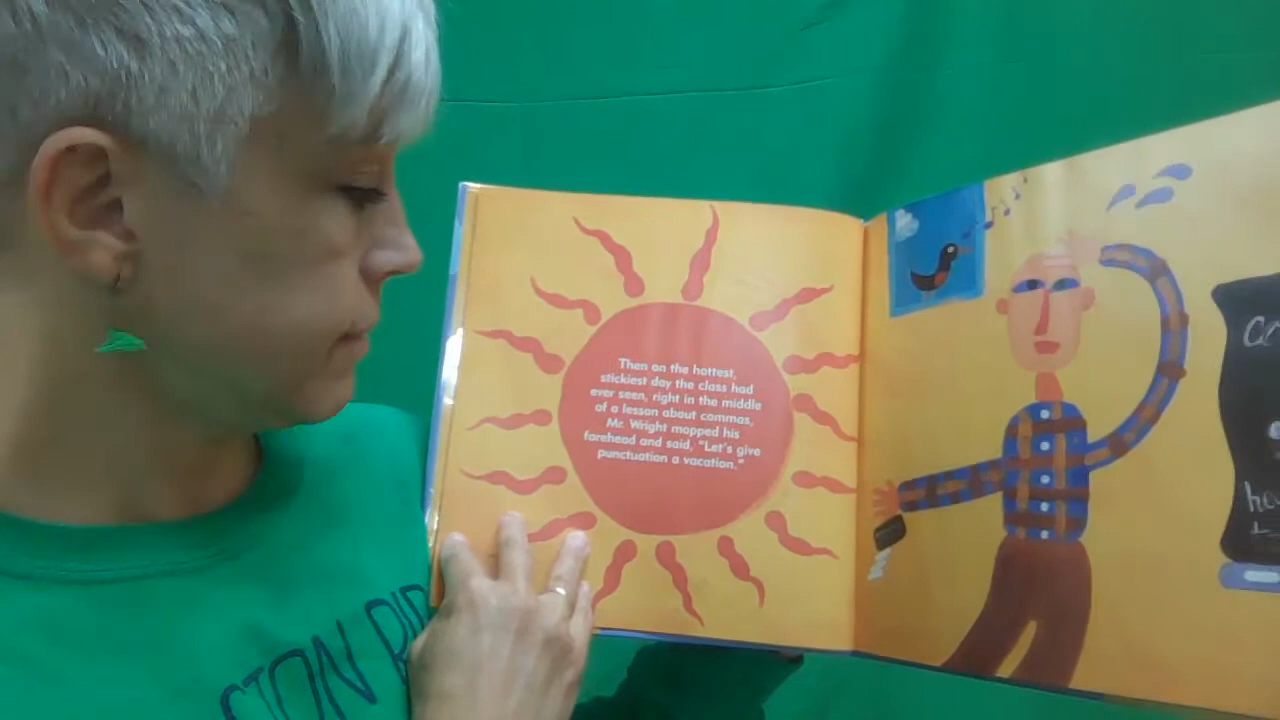 Then on the hottest,
stickiest day the class had
ever seen, right in the middle
of a lesson about commas,
Mr. Wright mopped his
forehead and said, “Let’s give
punctuation a vacation.”